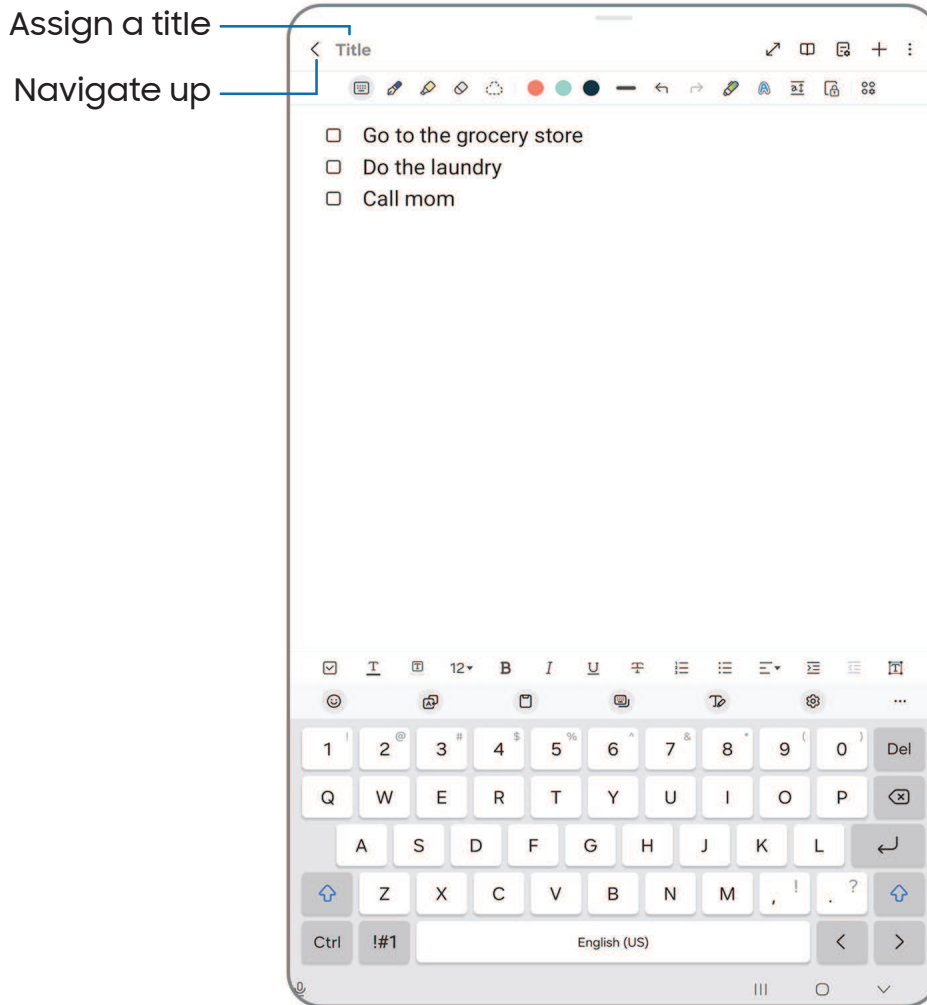 Assign a title
Navigate up
Title
Go to the grocery store
Do the laundry
Call mom
T T 12 B I U T T
1 ! 2 @ 3 # 4 $ 5 % 6 ^ 7 & 8 * 9 ( 0 ) Del
Q W E R T Y U I O P
A S D F G H J K L
Z X C V B N M , ! . ?
Ctrl !#1 English (US) < >